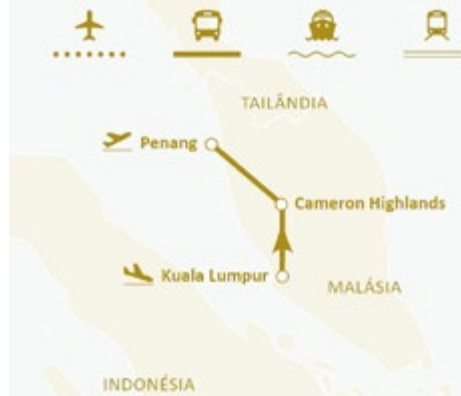 TAILÂNDIA
Penang
Cameron Highlands
Kuala Lumpur
MALÁSIA
INDONÉSIA